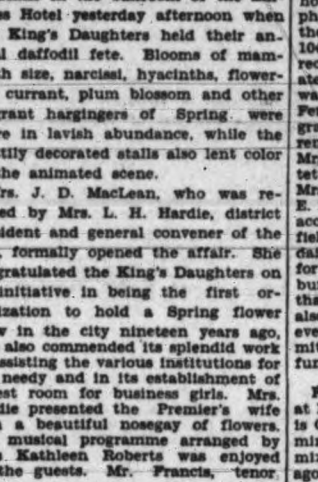 s Hotel yesterday afternoon when
King's Daughters held their an-
l daffodil fete. Blooms of mam-
h size, narcissi, hyacinths, flower-
currant, plum blossom and other
grant hargingers of Spring were
re in lavish abundance, while the
tily decorated stalls also lent color
the animated scene.
rs. J. D. MacLean, who was re-
ed by Mrs. L. H. Hardie, district
ident and general convener of the
, formally opened the affair. She
gratulated the King's Daughters on
initiative in being the first or-
ization to hold a Spring flower
w in the city nineteen years ago,
also commended its splendid work
ssisting the various institutions for
needy and in its establishment of
est room for business girls. Mrs.
die presented the Premier's wife
a beautiful nosegay of flowers.
musical programme arranged by
s. Kathleen Roberts was enjoyed
the guests. Mr. Francis, tenor